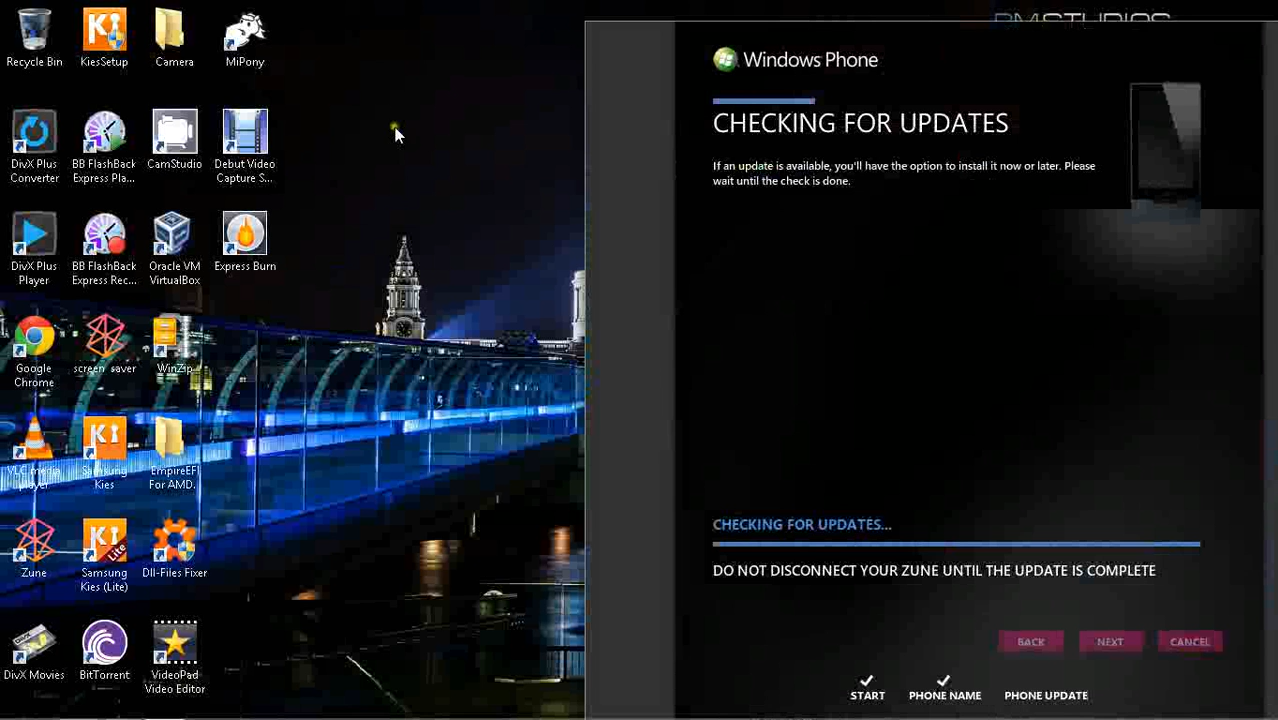 Recycle Bin
KiesSetup
Camera
MiPony
DivX Plus
Converter
BB FlashBack
Express Pla...
CamStudio
Debut Video
Capture S...
DivX Plus
Player
BB FlashBack
Express Rec...
Oracle VM
VirtualBox
Express Burn
Google
Chrome
screen_saver
WinZip
VLC media
player
Samsung
Kies
EmpireEFI
For AMD.
Zune
Samsung
Kies (Lite)
Lite
Dll-Files Fixer
DivX Movies
BitTorrent
VideoPad
Video Editor
Windows Phone
CHECKING FOR UPDATES
If an update is available, you'll have the option to install it now or later. Please
wait until the check is done.
CHECKING FOR UPDATES...
DO NOT DISCONNECT YOUR ZUNE UNTIL THE UPDATE IS COMPLETE
BACK
NEXT
CANCEL
START
PHONE NAME
PHONE UPDATE